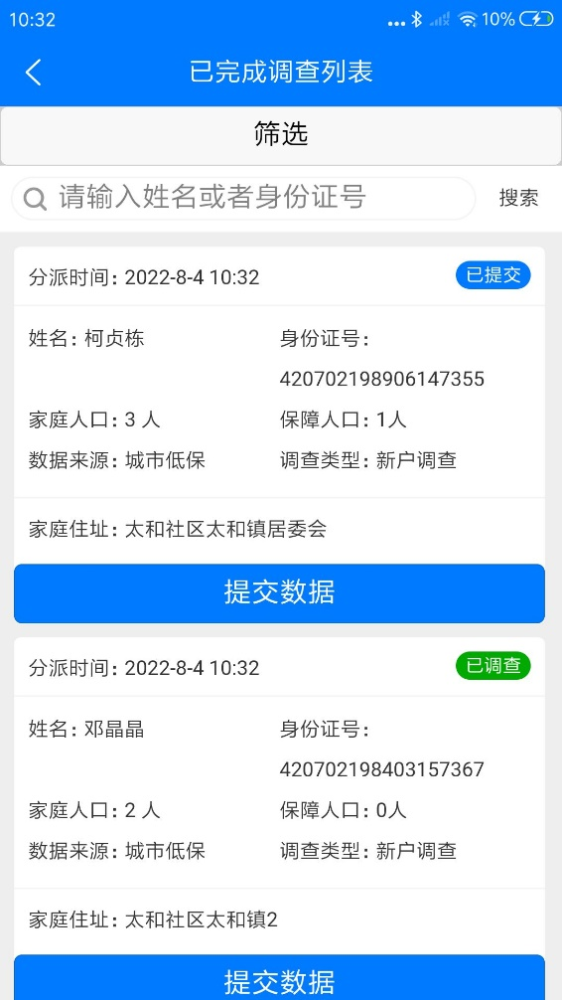 10:32
10%
已完成调查列表
筛选
请输入姓名或者身份证号 搜索
分派时间: 2022-8-4 10:32 已提交
姓名: 柯贞栋 身份证号:
420702198906147355
家庭人口: 3 人 保障人口: 1人
数据来源: 城市低保 调查类型: 新户调查
家庭住址: 太和社区太和镇居委会
提交数据
分派时间: 2022-8-4 10:32 已调查
姓名: 邓晶晶 身份证号:
420702198403157367
家庭人口: 2 人 保障人口: 0人
数据来源: 城市低保 调查类型: 新户调查
家庭住址: 太和社区太和镇2
提交数据